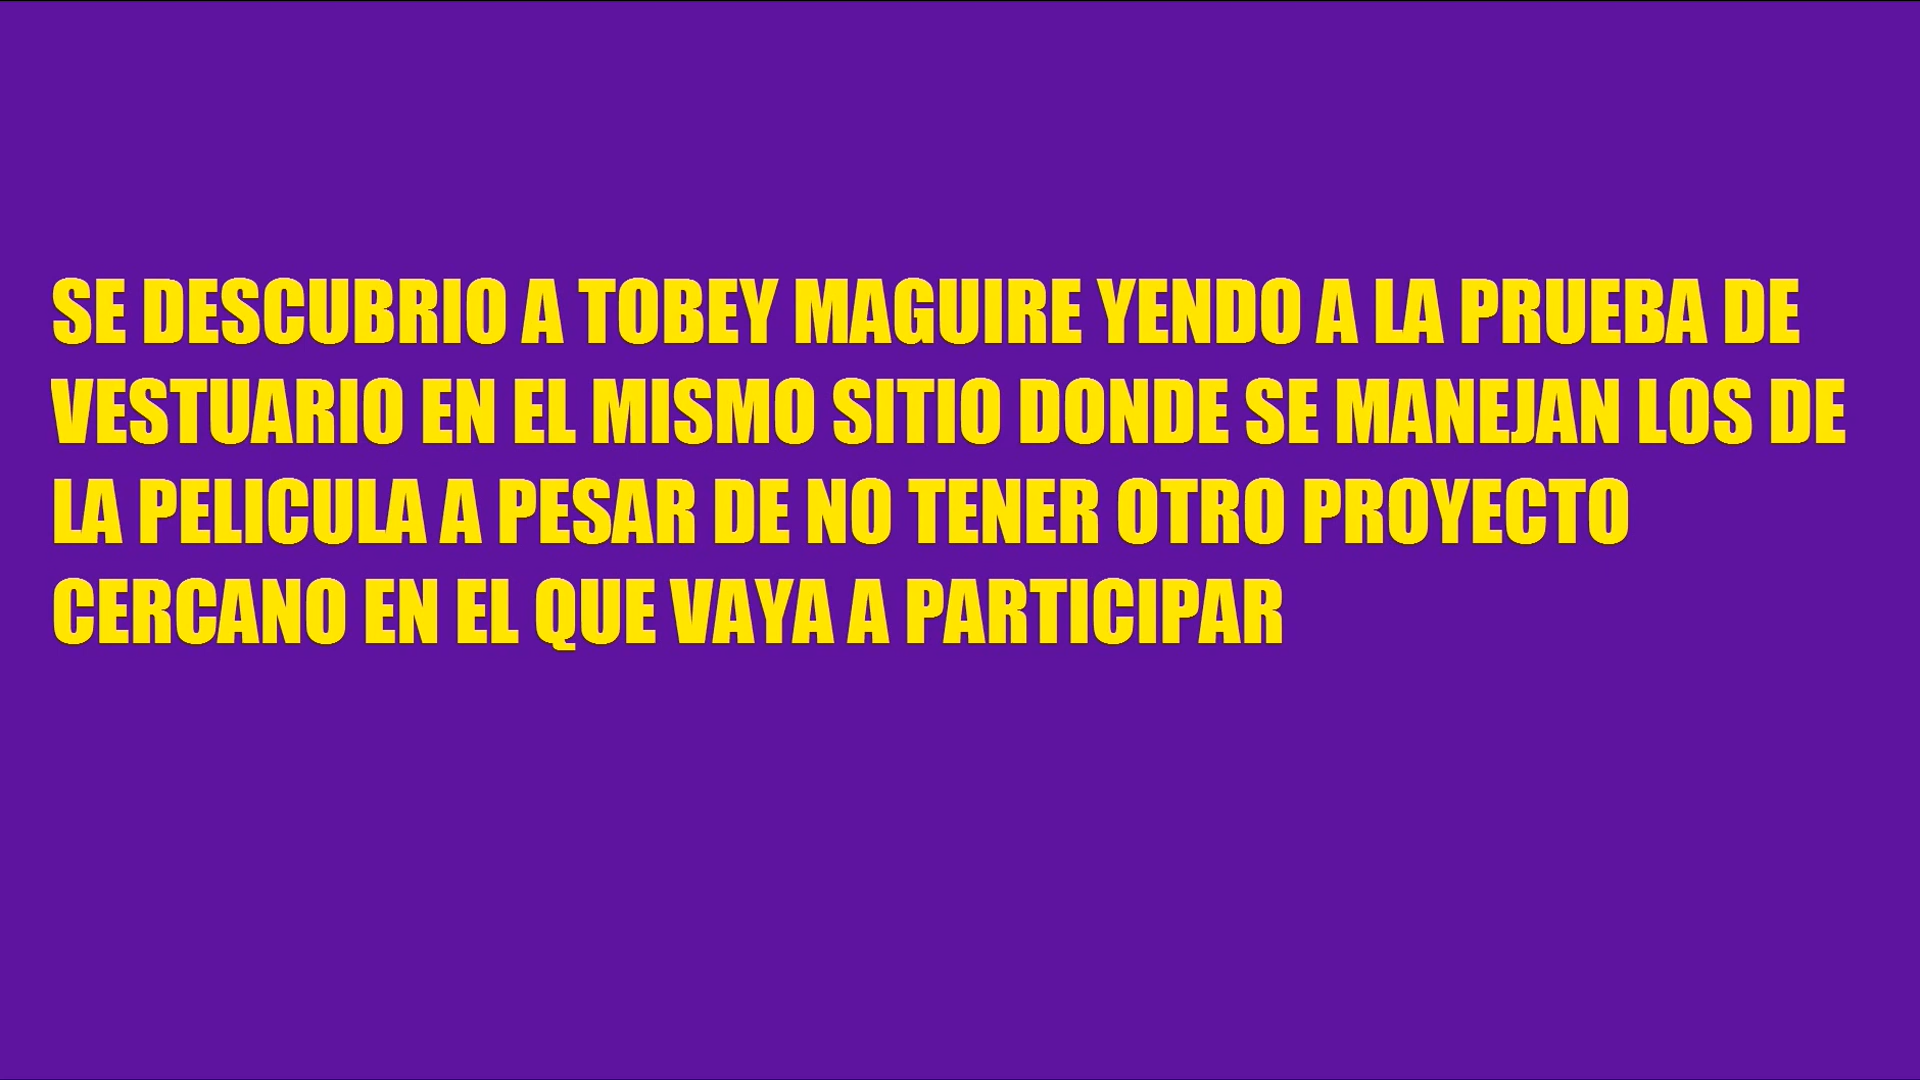 SE DESCUBRIO A TOBEY MAGUIRE YENDO A LA PRUEBA DE
VESTUARIO EN EL MISMO SITIO DONDE SE MANEJAN LOS DE
LA PELICULA A PESAR DE NO TENER OTRO PROYECTO
CERCANO EN EL QUE VAYA A PARTICIPAR